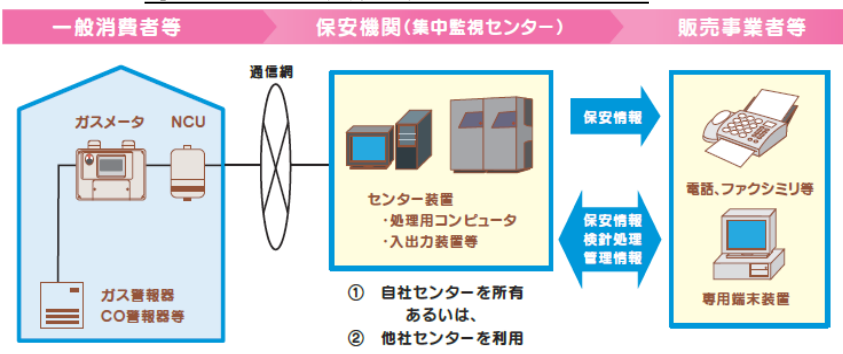 一般消費者等
保安機関(集中監視センター)
販売事業者等
通信網
ガスメータ
NCU
ガス警報器
CO警報器等
センター装置
・処理用コンピュータ
・入出力装置等
① 自社センターを所有
あるいは、
② 他社センターを利用
保安情報
保安情報
検針処理
管理情報
電話、ファクシミリ等
専用端末装置